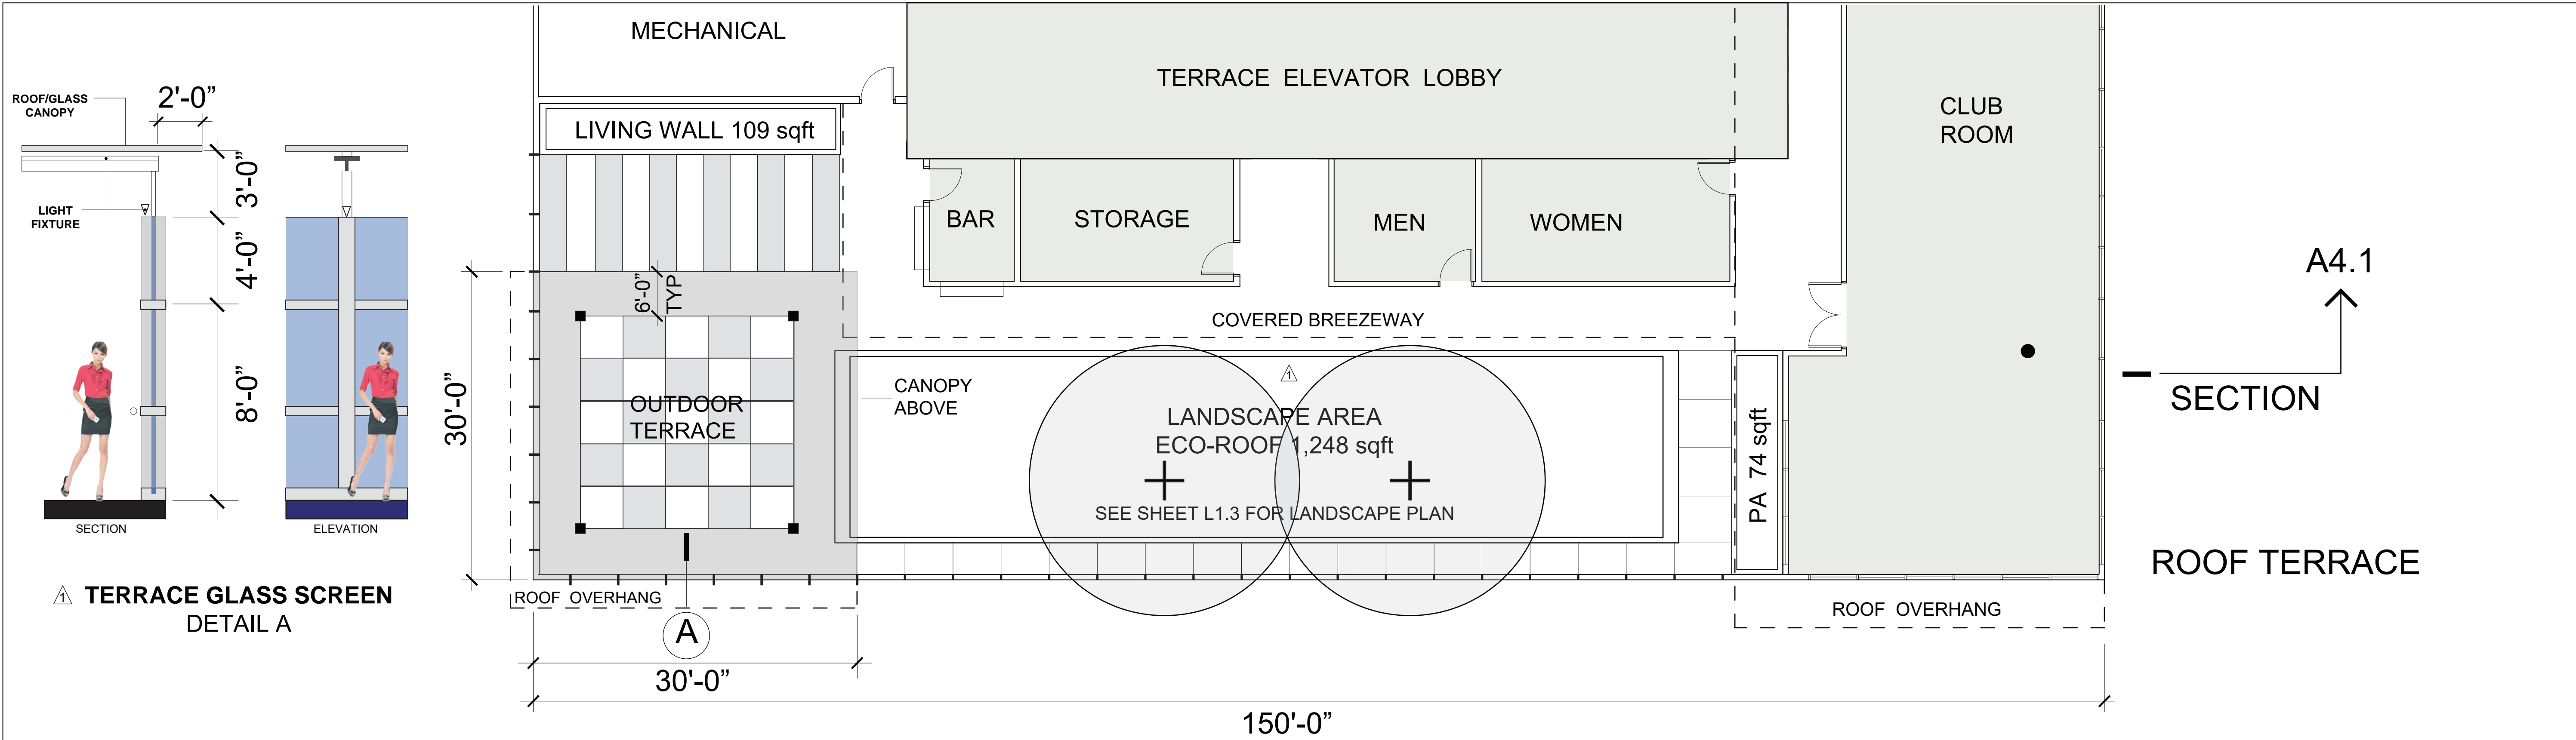 ROOF/GLASS
CANOPY
2'-0”
3'-0”
LIGHT
FIXTURE
4'-0”
8'-0”
SECTION
ELEVATION
1
TERRACE GLASS SCREEN
DETAIL A
MECHANICAL
LIVING WALL 109 sqft
TERRACE ELEVATOR LOBBY
CLUB
ROOM
BAR
STORAGE
MEN
WOMEN
30'-0”
6'-0”
TYP
COVERED BREEZEWAY
OUTDOOR
TERRACE
CANOPY
ABOVE
1
LANDSCAPE AREA
ECO-ROOF 1,248 sqft
SEE SHEET L1.3 FOR LANDSCAPE PLAN
PA 74 sqft
A4.1
SECTION
ROOF TERRACE
ROOF OVERHANG
ROOF OVERHANG
A
30'-0”
150'-0”